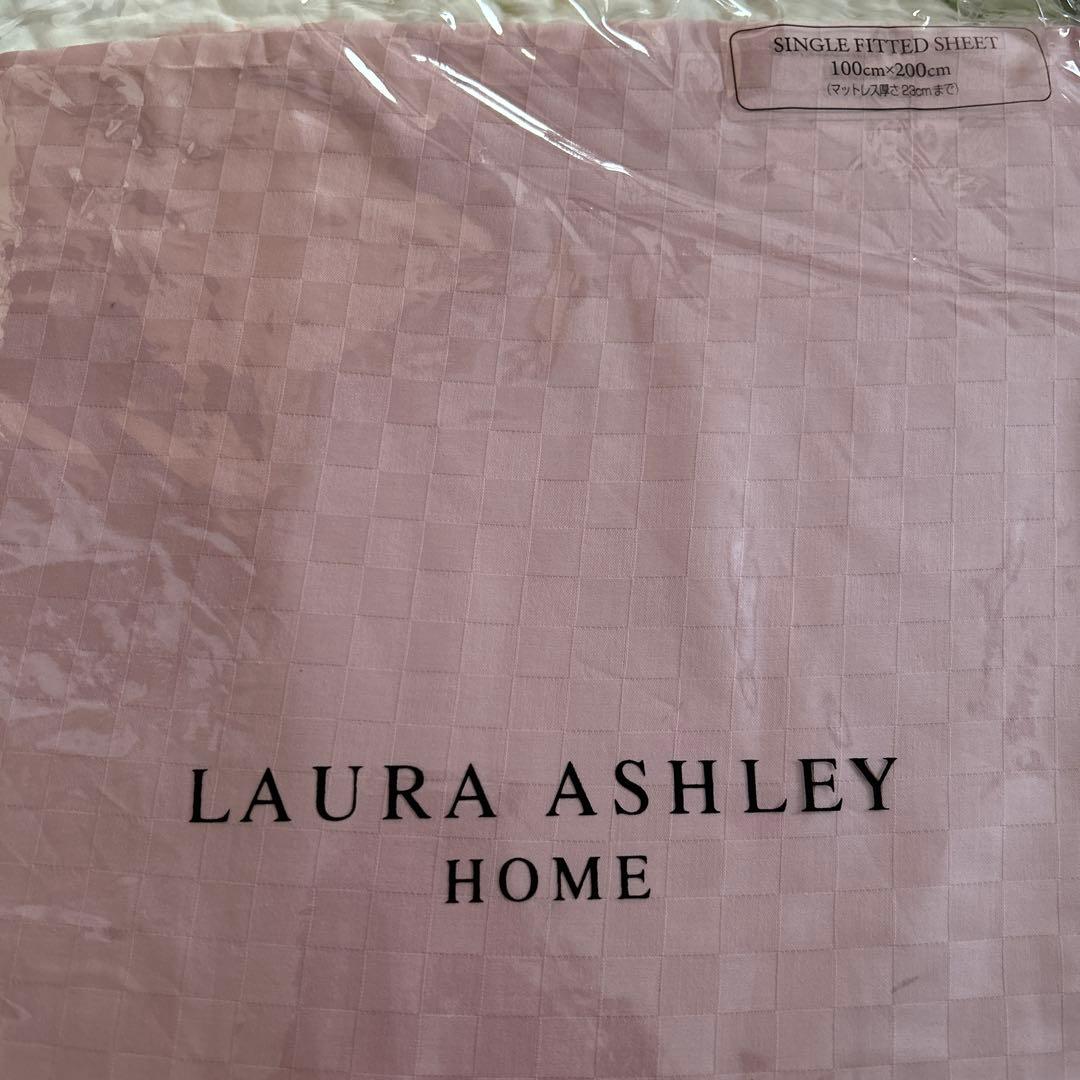 SINGLE FITTED SHEET
100cm×200cm
(マットレス厚さ23cmまで)
LAURA ASHLEY
HOME